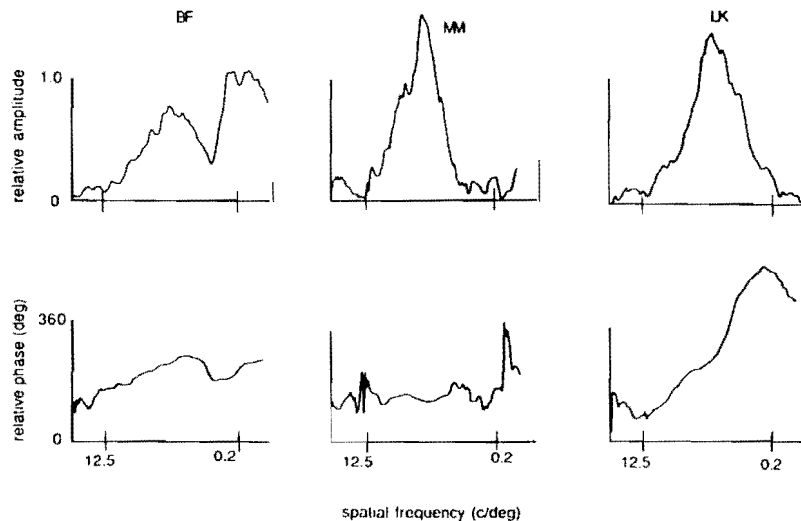 BF
MM
LK
relative amplitude
1.0
0
relative phase (deg)
360
0
12.5
0.2
12.5
0.2
12.5
0.2
spatial frequency (c/deg)